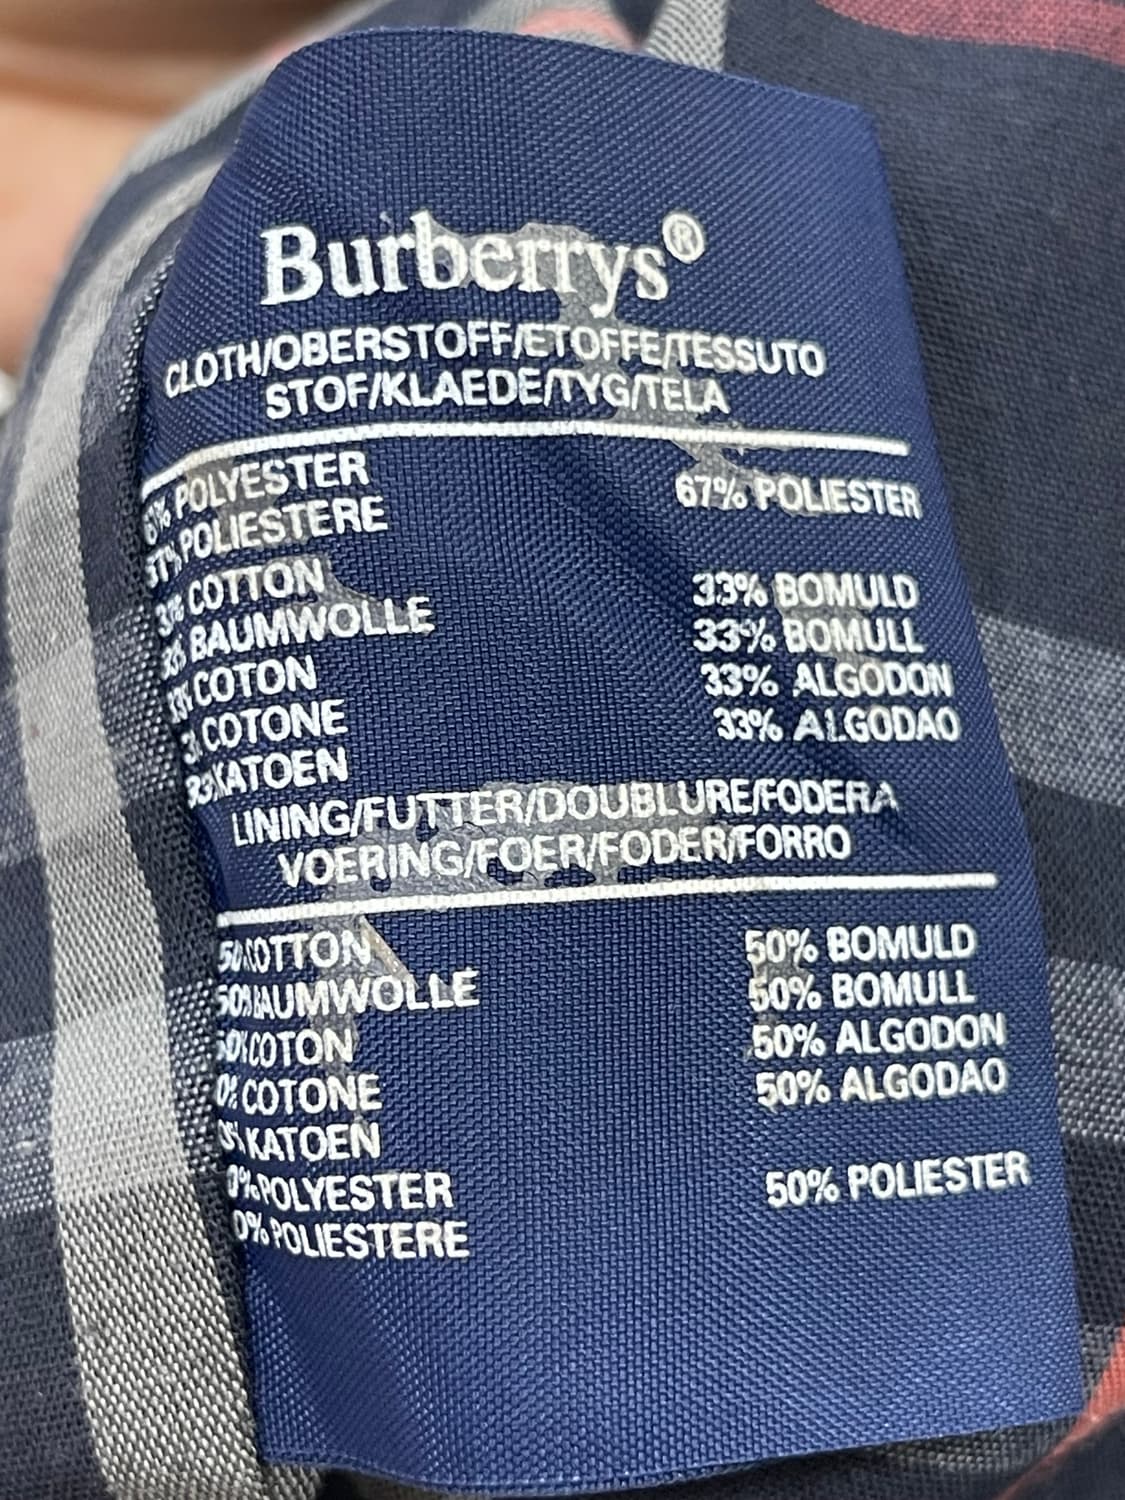 Burberrys®
CLOTH/OBERSTOFF/ETOFFE/TESSUTO
STOF/KLAEDE/TYG/TELA
POLYESTER 67% POLIESTER
POLIESTERE
COTTON 33% BOMULD
BAUMWOLLE 33% BOMULL
COTON 33% ALGODON
COTONE 33% ALGODAO
KATOEN
LINING/FUTTER/DOUBLURE/FODERA
VOERING/FOER/FODER/FORRO
COTTON 50% BOMULD
50% BAUMWOLLE 50% BOMULL
COTON 50% ALGODON
COTONE 50% ALGODAO
KATOEN
POLYESTER 50% POLIESTER
POLIESTERE